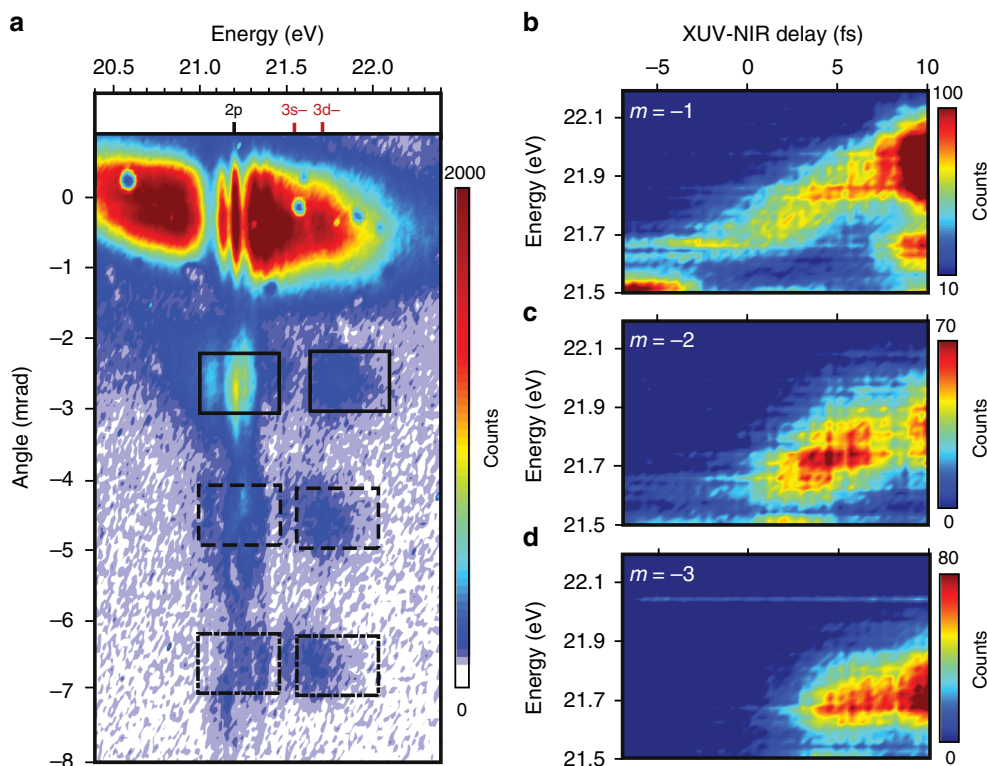 a
Energy (eV)
20.5 21.0 21.5 22.0
2p 3s– 3d–
0
–1
–2
–3
–4
–5
–6
–7
–8
Angle (mrad)
2000
Counts
0
b
XUV-NIR delay (fs)
–5 0 5 10
m = –1
22.1
21.9
21.7
21.5
Energy (eV)
100
Counts
10
c
m = –2
22.1
21.9
21.7
21.5
Energy (eV)
70
Counts
0
d
m = –3
22.1
21.9
21.7
21.5
Energy (eV)
80
Counts
0